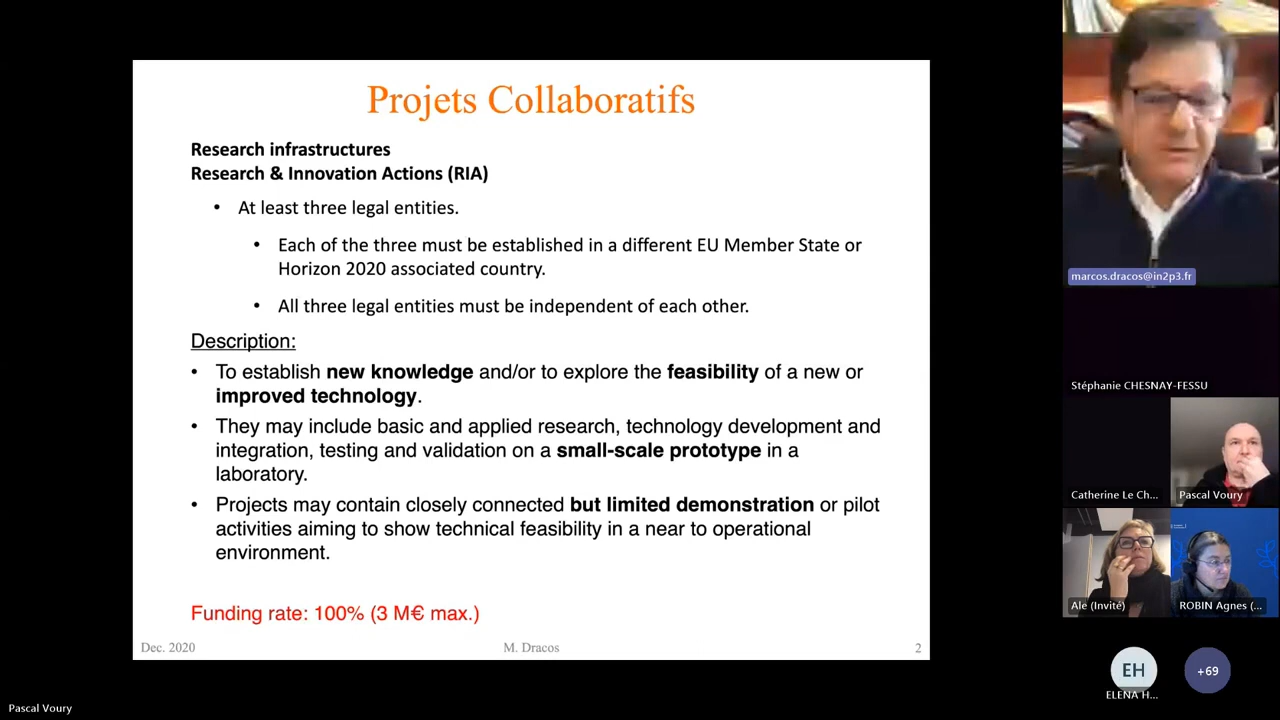 Projets Collaboratifs
Research infrastructures
Research & Innovation Actions (RIA)
• At least three legal entities.
• Each of the three must be established in a different EU Member State or
Horizon 2020 associated country.
• All three legal entities must be independent of each other.
Description:
• To establish new knowledge and/or to explore the feasibility of a new or
improved technology.
• They may include basic and applied research, technology development and
integration, testing and validation on a small-scale prototype in a
laboratory.
• Projects may contain closely connected but limited demonstration or pilot
activities aiming to show technical feasibility in a near to operational
environment.
Funding rate: 100% (3 M€ max.)
Dec. 2020
M. Dracos
2
marcos.dracos@in2p3.fr
Stéphanie CHESNAY-FESSU
Catherine Le Ch...
Pascal Voury
Ale (Invité)
ROBIN Agnes (...
EH
+69
ELENA H...
Pascal Voury